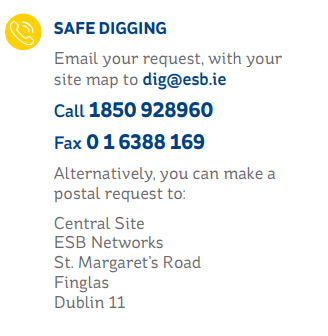 SAFE DIGGING
Email your request, with your
site map to dig@esb.ie
Call 1850 928960
Fax 0 1 6388 169
Alternatively, you can make a
postal request to:
Central Site
ESB Networks
St. Margaret's Road
Finglas
Dublin 11